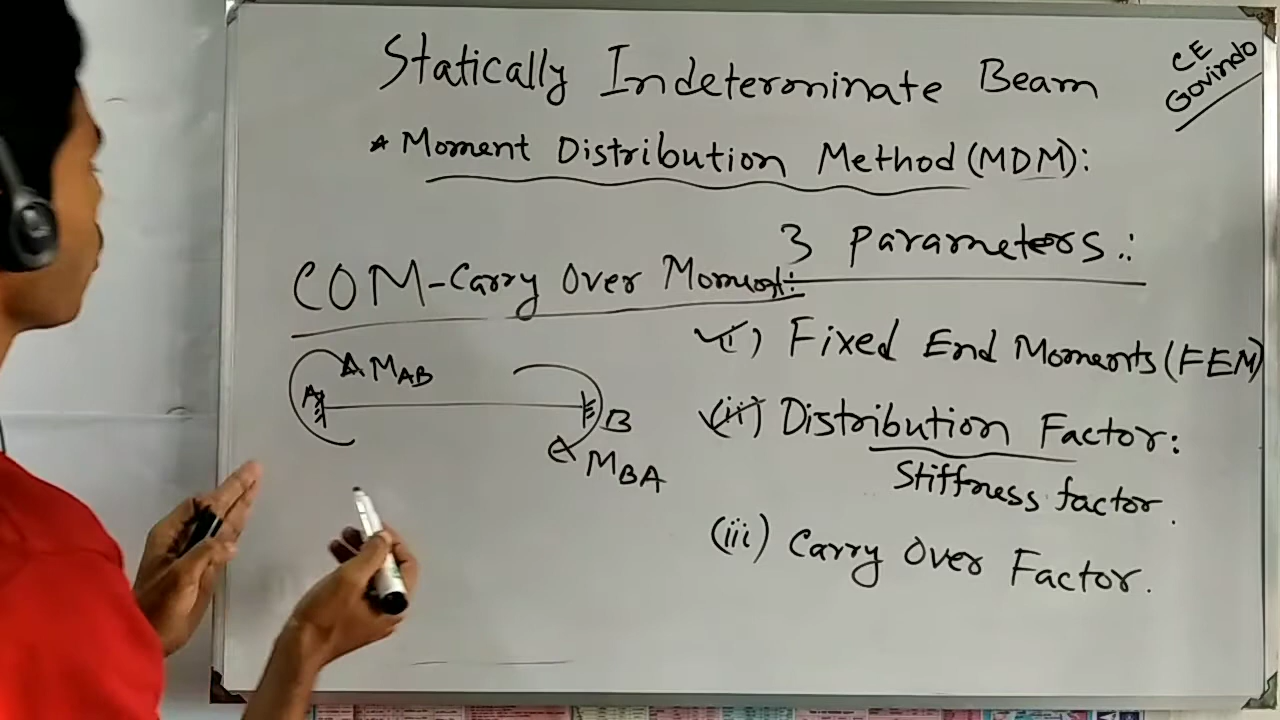 Statically Indeterminate Beam
CE
Govindo
* Moment Distribution Method (MDM):
3 Parameters:
COM-Carry Over Moment:
(i) Fixed End Moments (FEM)
A MAB
B
MBA
(ii) Distribution Factor:
Stiffness factor.
(iii) Carry Over Factor.